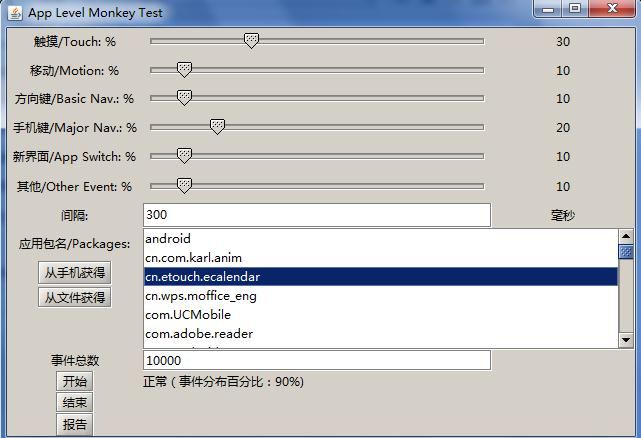 App Level Monkey Test
触摸/Touch: % 30
移动/Motion: % 10
方向键/Basic Nav.: % 10
手机键/Major Nav.: % 20
新界面/App Switch: % 10
其他/Other Event: % 10
间隔: 300 毫秒
应用包名/Packages:
android
cn.com.karl.anim
从手机获得
cn.etouch.ecalendar
从文件获得
cn.wps.moffice_eng
com.UCMobile
com.adobe.reader
事件总数 10000
开始 正常 (事件分布百分比：90%)
结束
报告